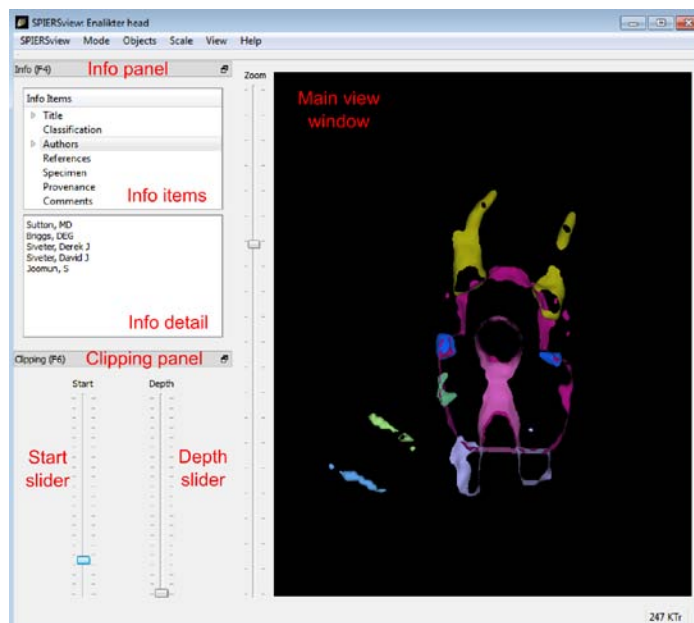 SPIERSview: Enalikter head
SPIERSview Mode Objects Scale View Help
Info (F4) Info panel
Zoom
Main view
window
Info Items
Title
Classification
Authors
References
Specimen
Provenance
Comments
Info items
Sutton, MD
Briggs, DEG
Siveter, Derek J
Siveter, David J
Joomun, S
Info detail
Clipping (F6) Clipping panel
Start Depth
Start
slider
Depth
slider
247 KTr